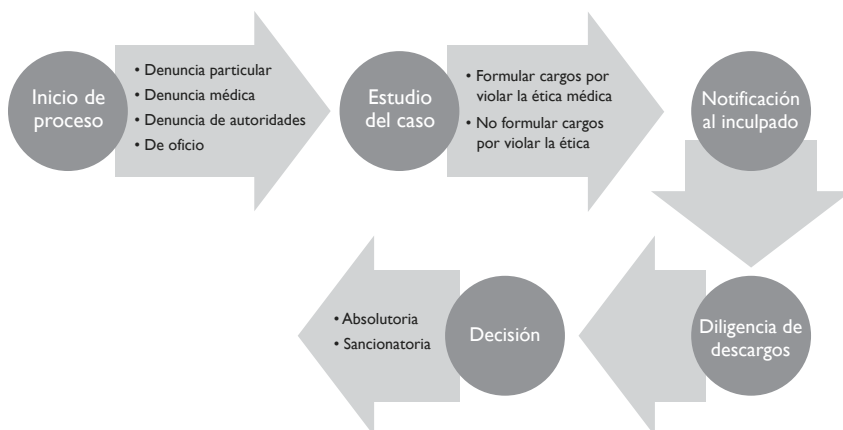 Inicio de
proceso
• Denuncia particular
• Denuncia médica
• Denuncia de autoridades
• De oficio
Estudio
del caso
• Formular cargos por
violar la ética médica
• No formular cargos
por violar la ética
Notificación
al inculpado
Diligencia de
descargos
Decisión
• Absolutoria
• Sancionatoria